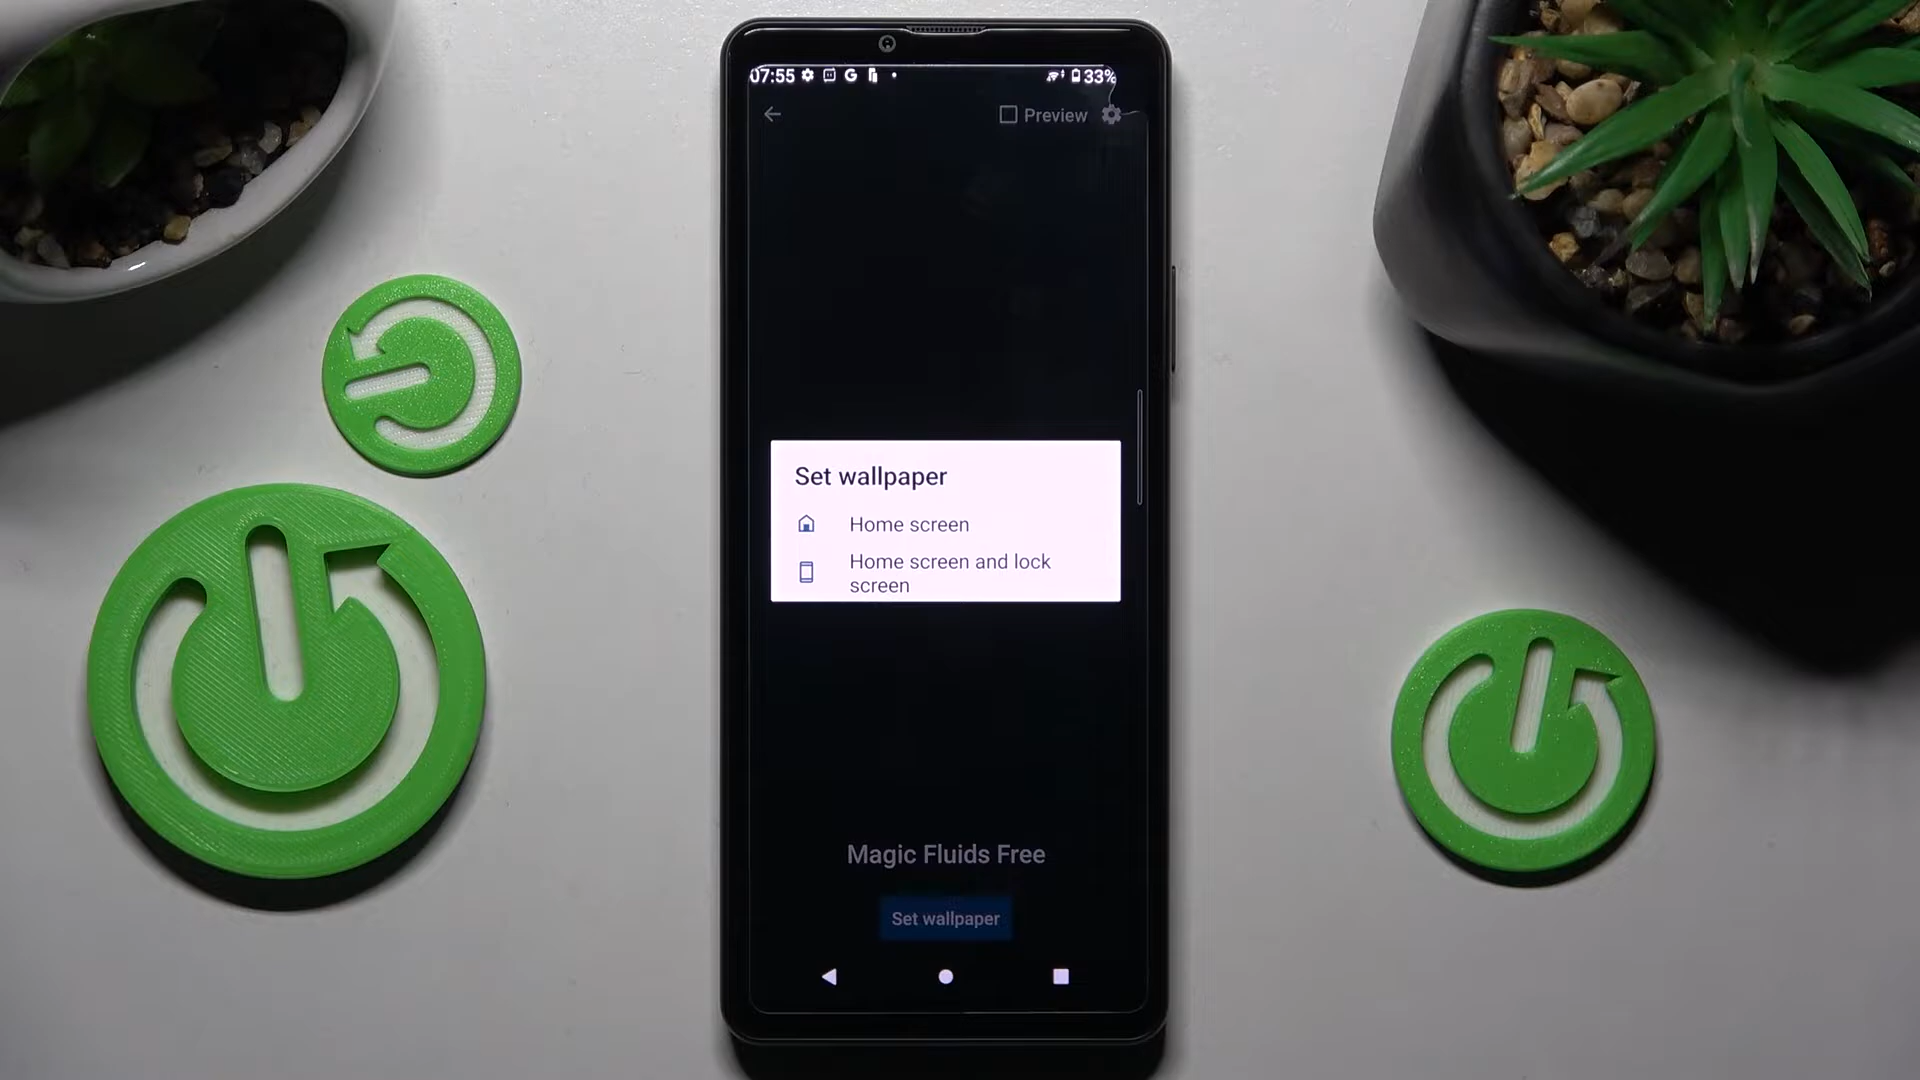 07:55 G 33%
Preview
Set wallpaper
Home screen
Home screen and lock
screen
Magic Fluids Free
Set wallpaper